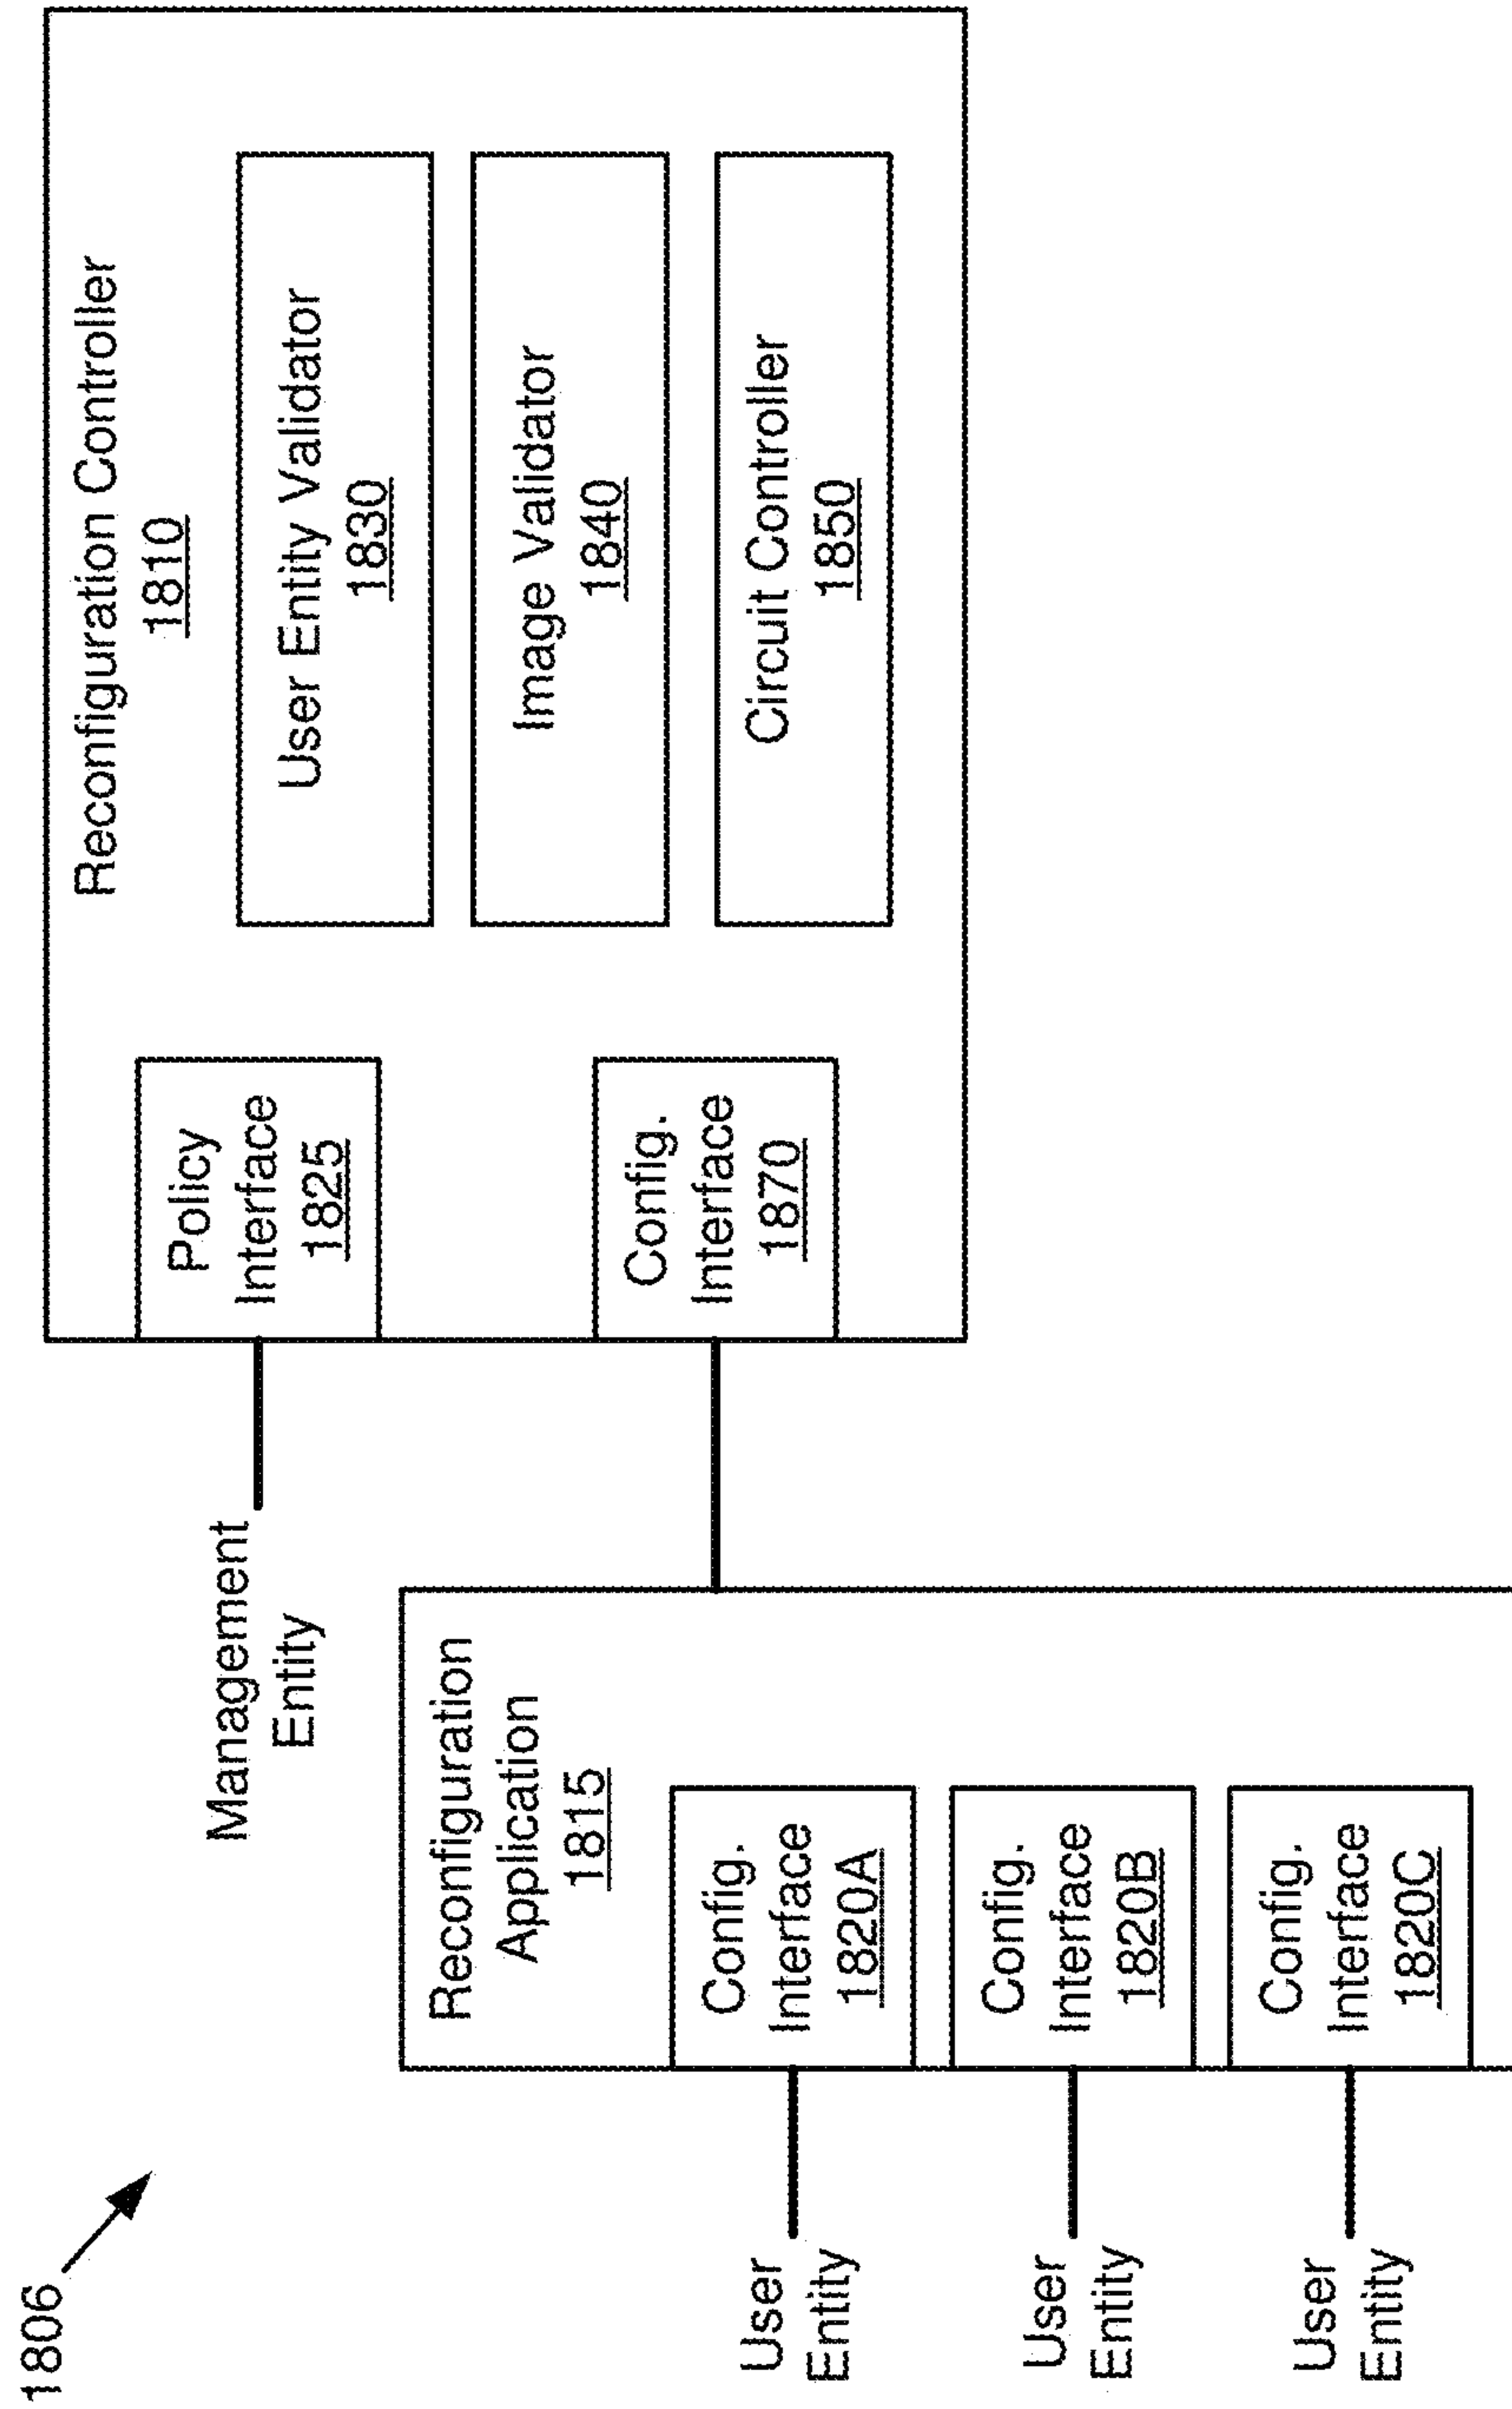 1806
Management
Entity
Policy
Interface
1825
Reconfiguration Controller
1810
User Entity Validator
1830
Image Validator
1840
Circuit Controller
1850
Config.
Interface
1870
Reconfiguration
Application
1815
User
Entity
Config.
Interface
1820A
User
Entity
Config.
Interface
1820B
User
Entity
Config.
Interface
1820C